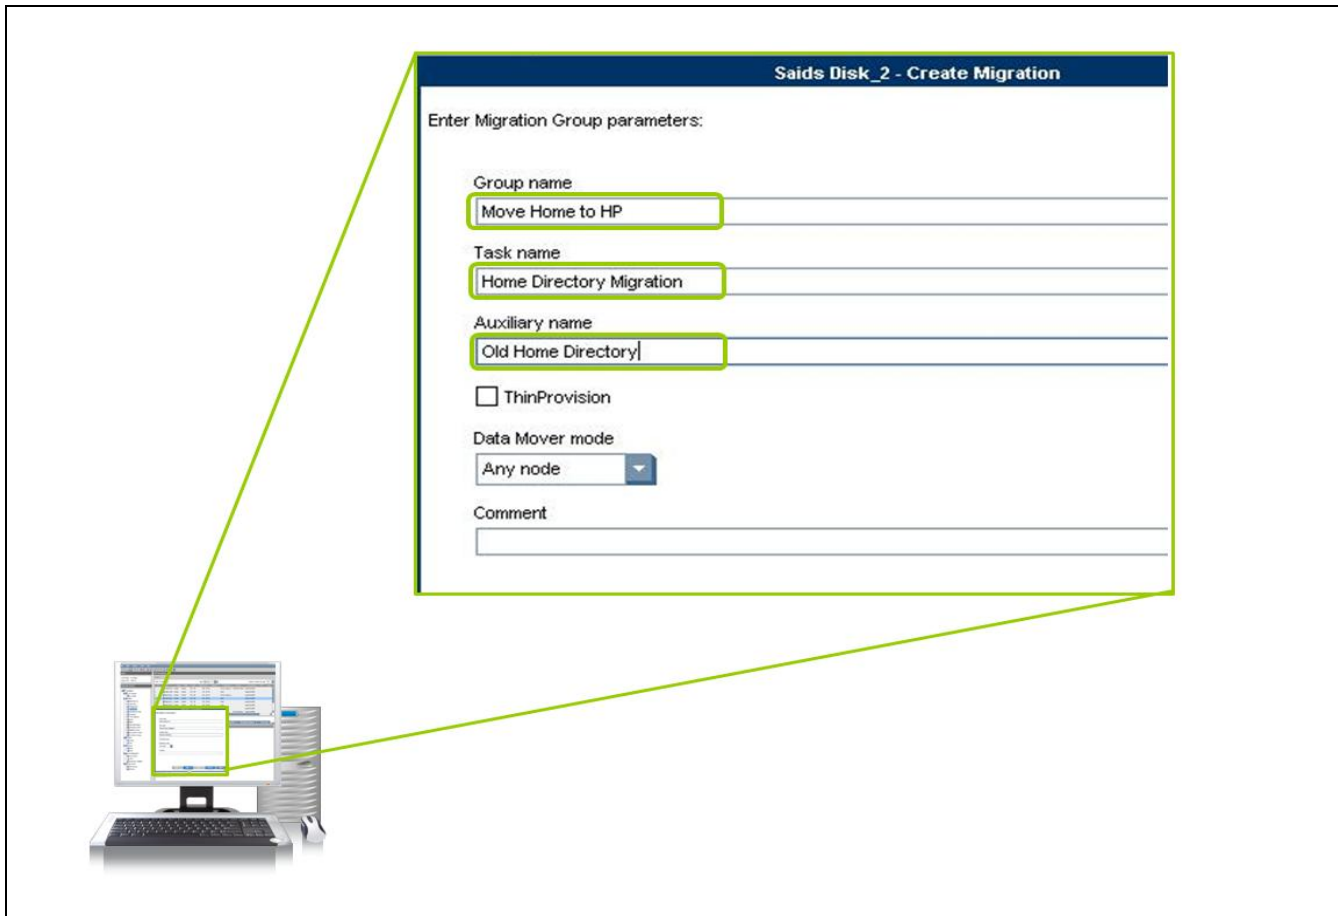 Saids Disk_2 - Create Migration
Enter Migration Group parameters:
Group name
Move Home to HP
Task name
Home Directory Migration
Auxiliary name
Old Home Directory
ThinProvision
Data Mover mode
Any node
Comment